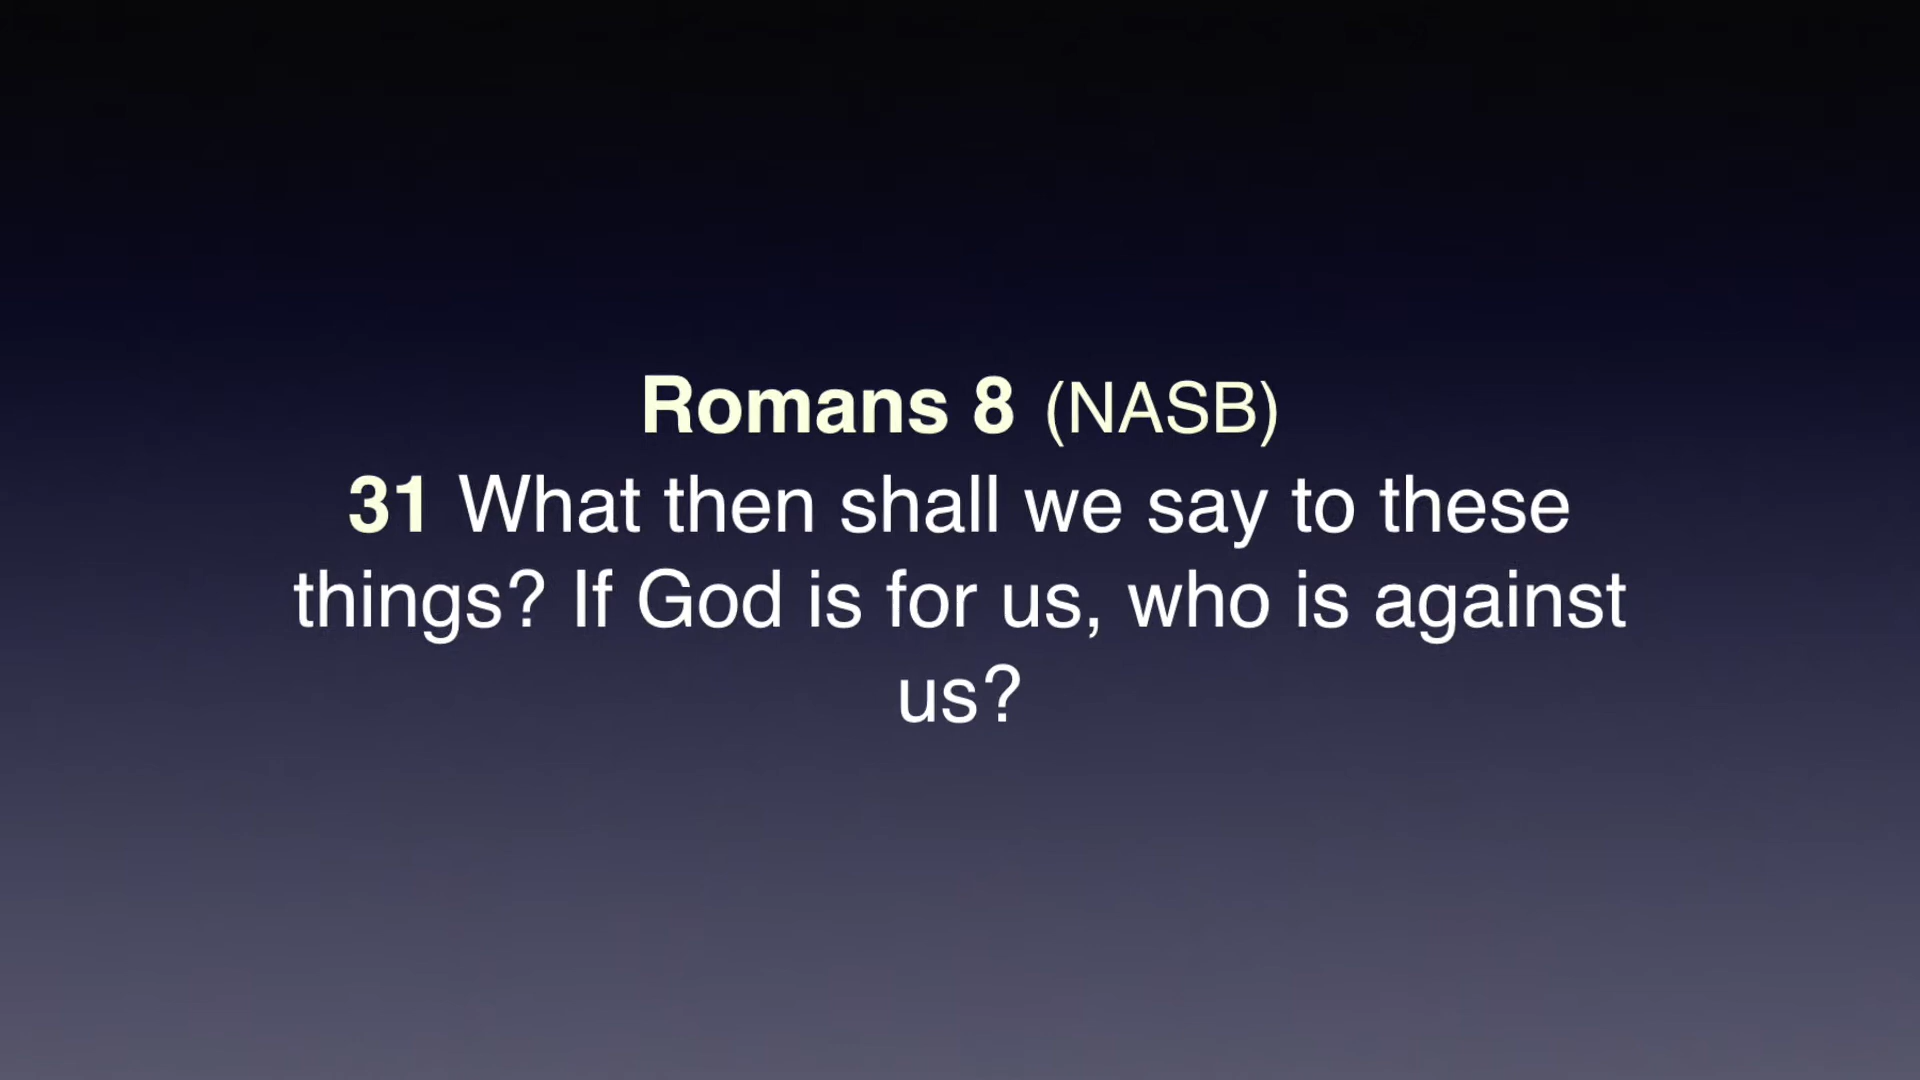 Romans 8 (NASB)
31 What then shall we say to these
things? If God is for us, who is against
us?